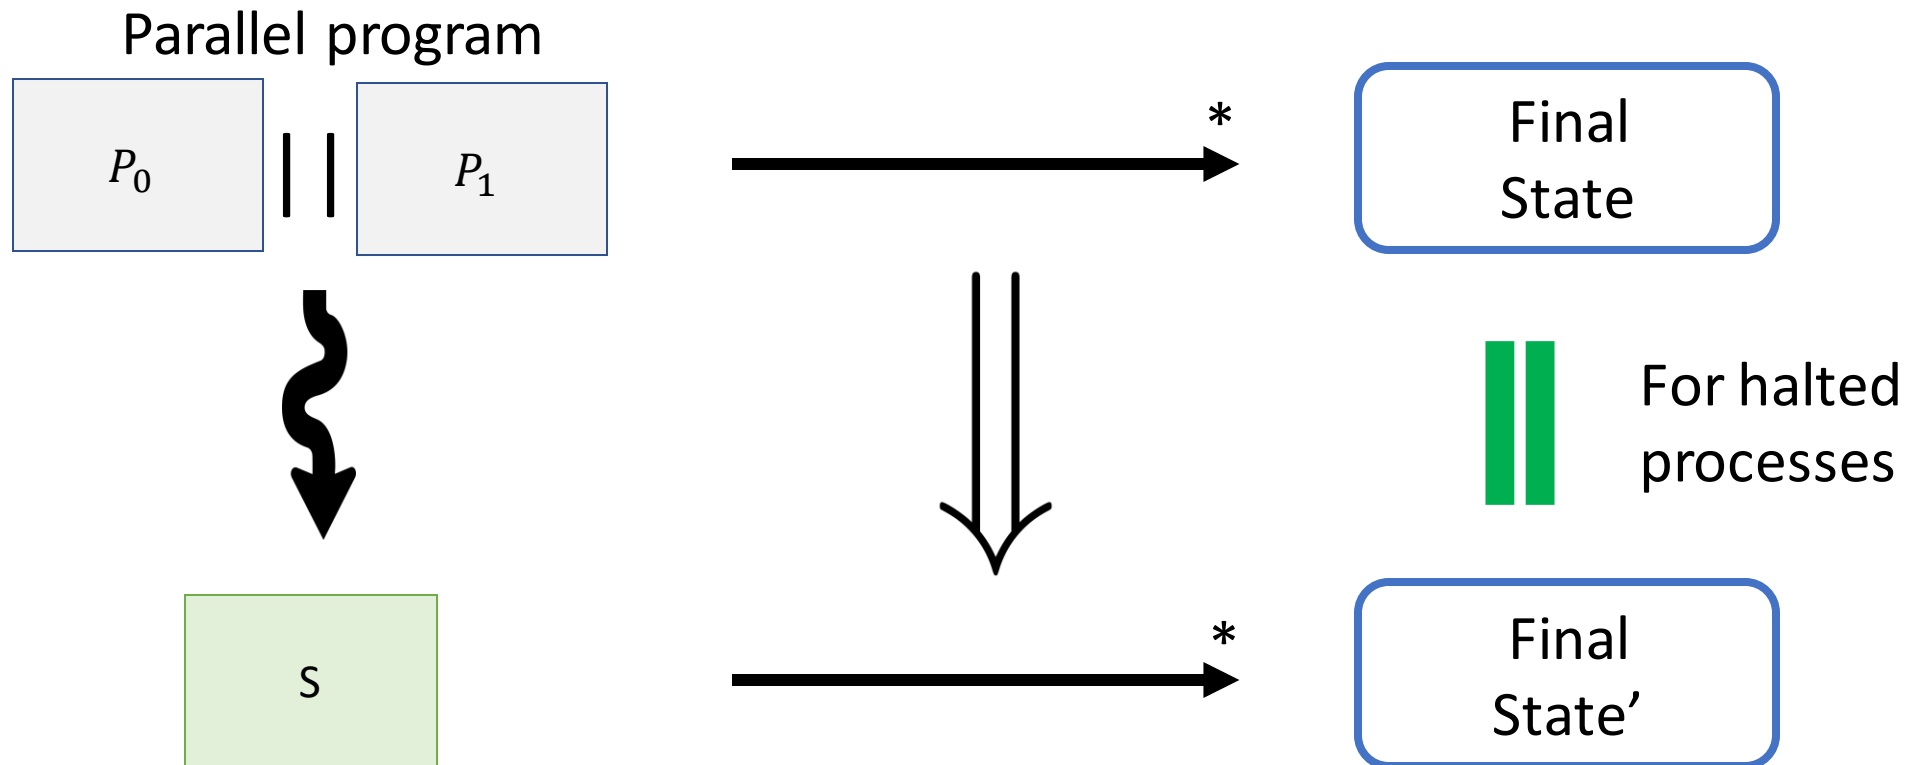 Parallel program
P₀ || P₁
*
Final
State
For halted
processes
S
*
Final
State’